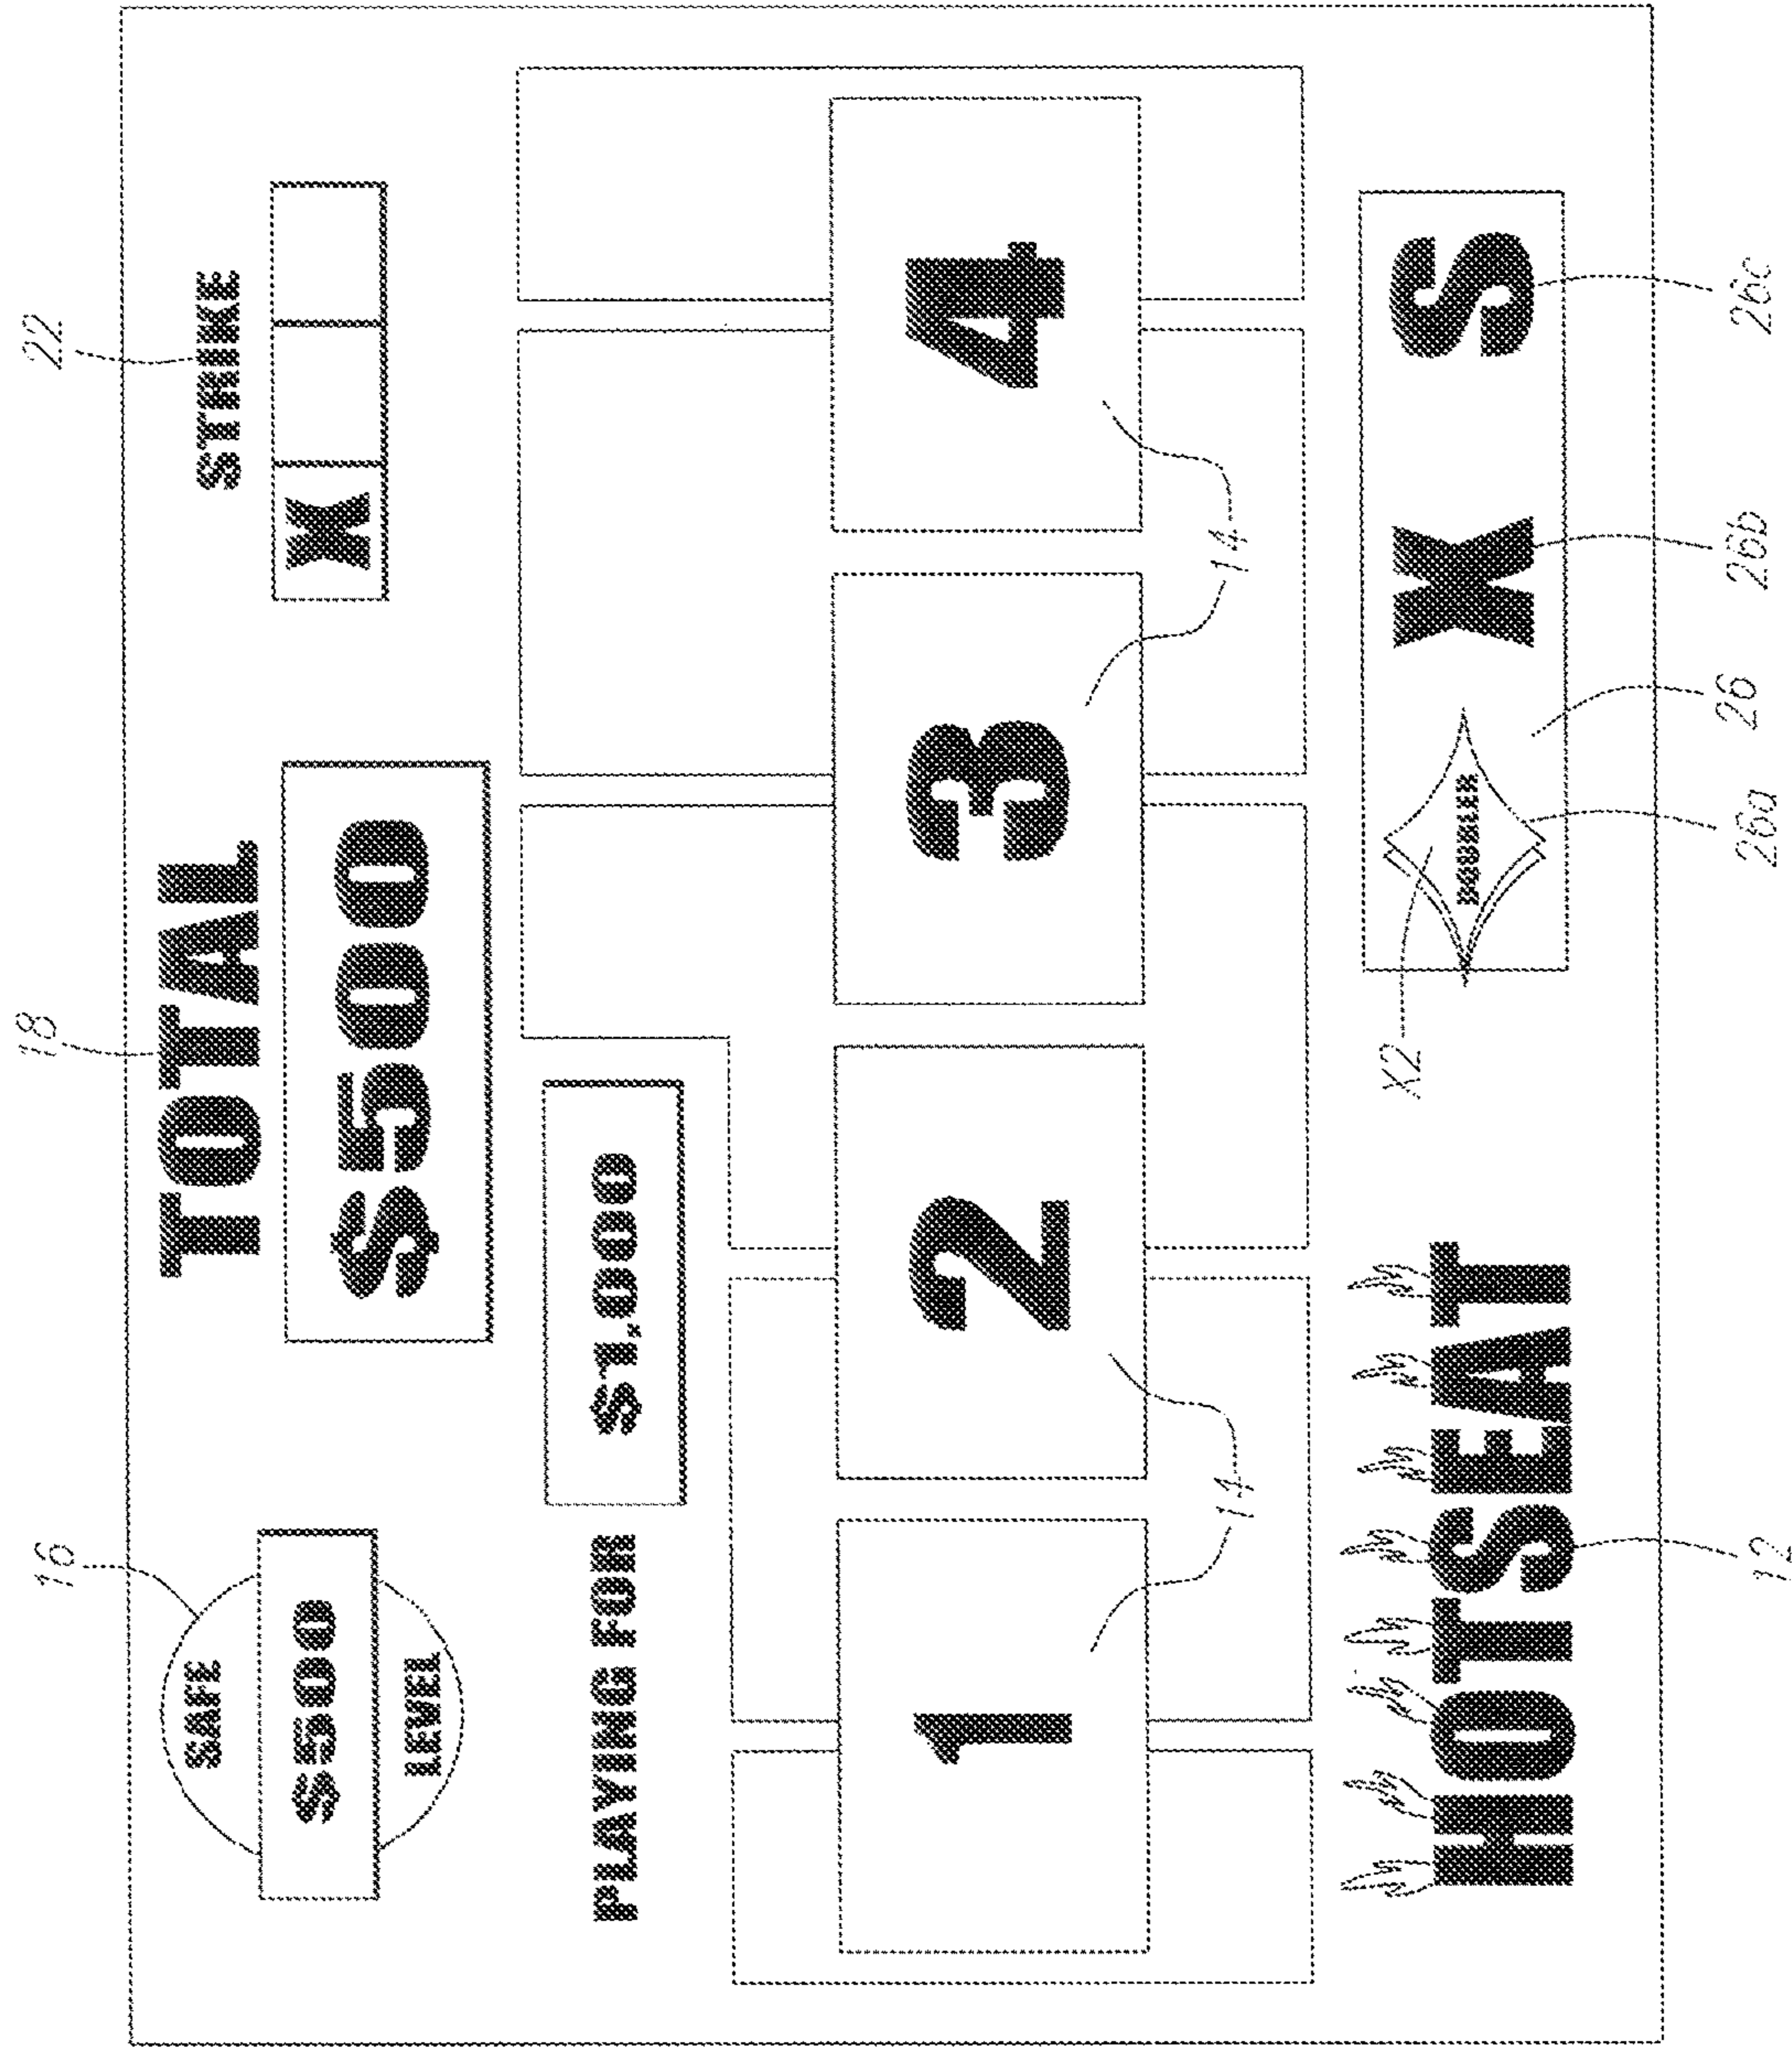 16
18
22
SAFE
$500
LEVEL
TOTAL
$500
STRIKE
X
PLAYING FOR
$1,000
1
2
3
4
14
14
HOTSEAT
X2
DOUBLER
X
S
12
26a
26
26b
26c